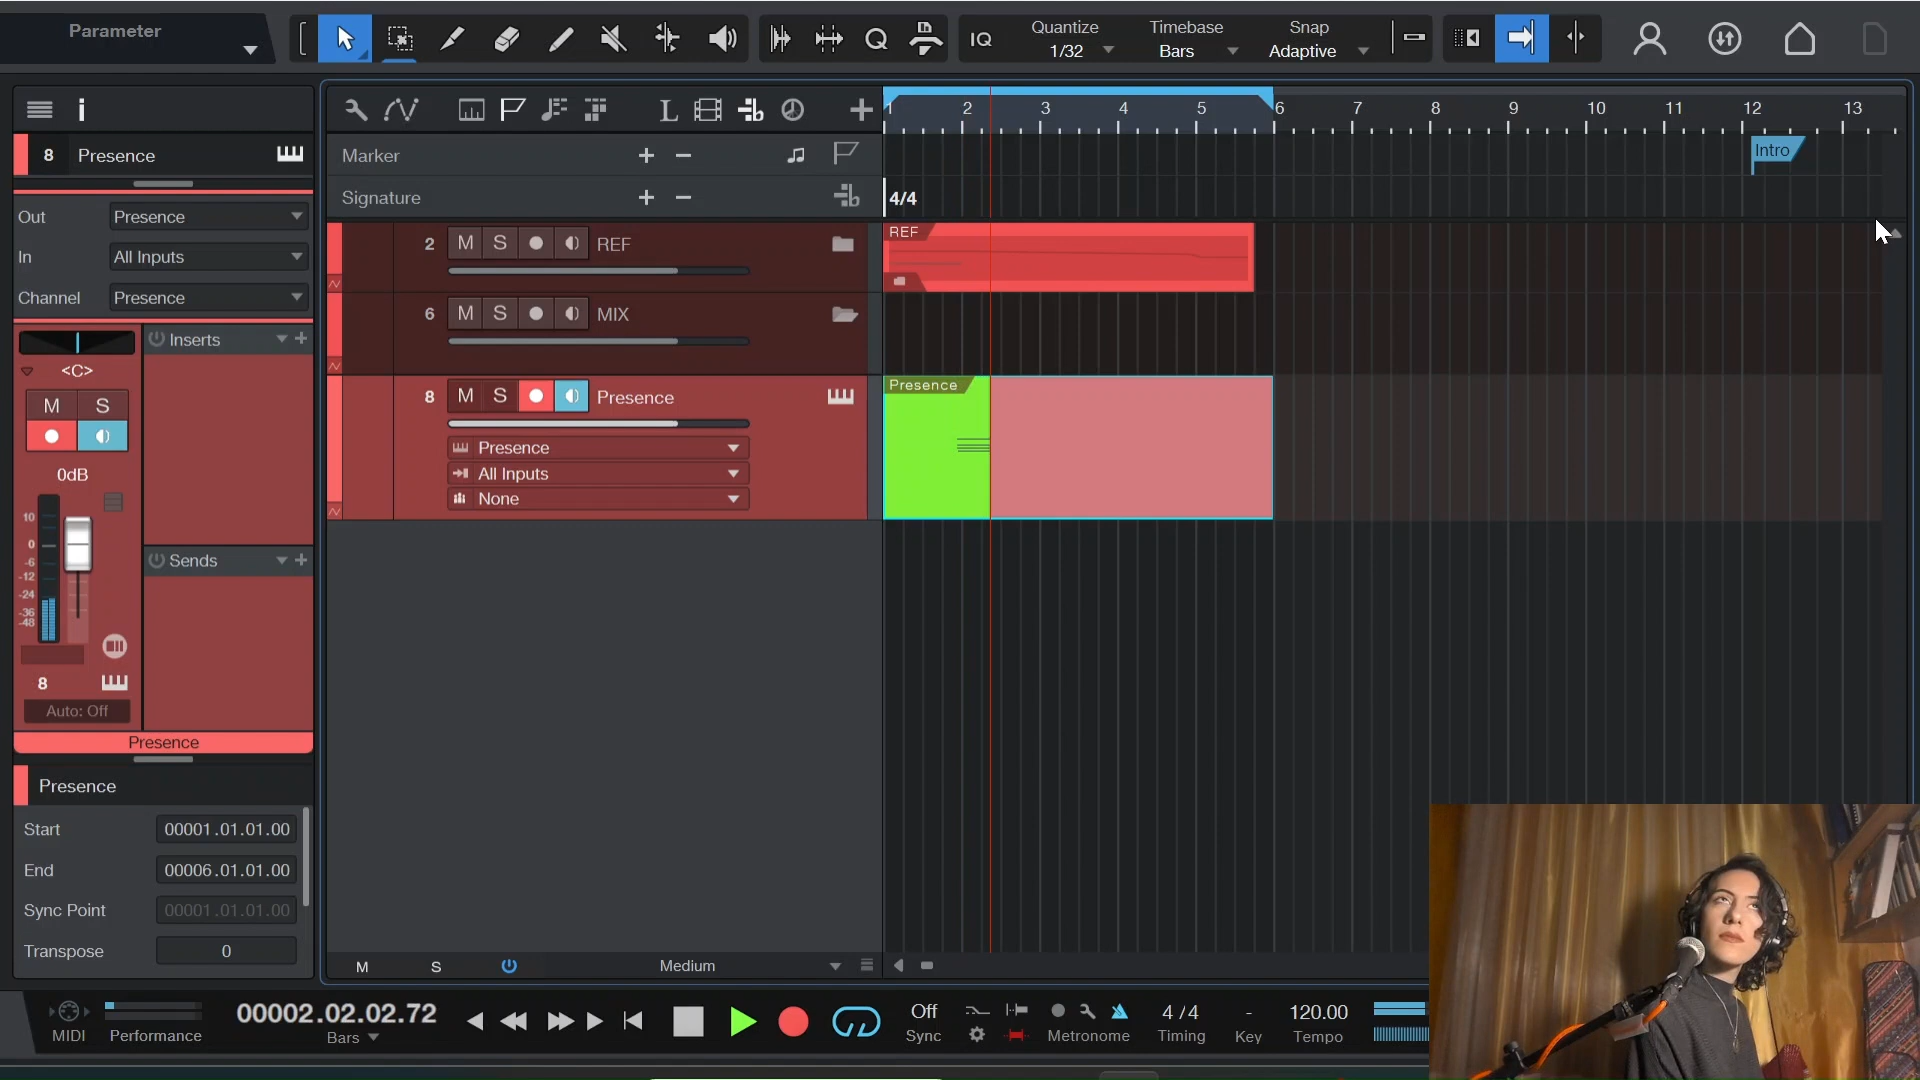 Parameter
IQ
Quantize
1/32
Timebase
Bars
Snap
Adaptive
8 Presence
Out Presence
In All Inputs
Channel Presence
Inserts
<C>
M S
0dB
10
0
-6
-12
-24
-36
-48
Sends
8
Auto: Off
Presence
Presence
Start 00001.01.01.00
End 00006.01.01.00
Sync Point 00001.01.01.00
Transpose 0
1 2 3 4 5 6 7 8 9 10 11 12 13
Marker + −
Intro
Signature + −
4/4
2 M S REF
REF
6 M S MIX
8 M S Presence
Presence
Presence
All Inputs
None
M S Medium
MIDI
Performance
00002.02.02.72
Bars
Off
Sync
Metronome
4 / 4
Timing
-
Key
120.00
Tempo